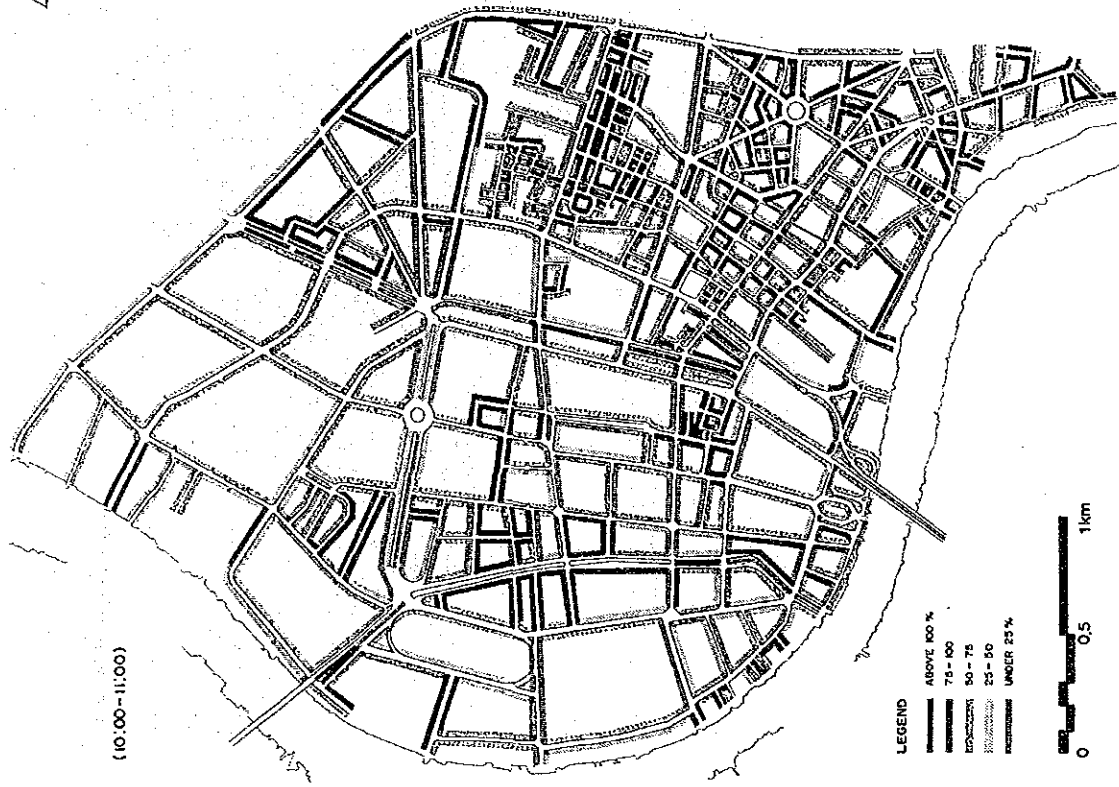 (10:00-11:00)
LEGEND
ABOVE 100 %
75 - 100
50 - 75
25 - 50
UNDER 25 %
0 0.5 1km